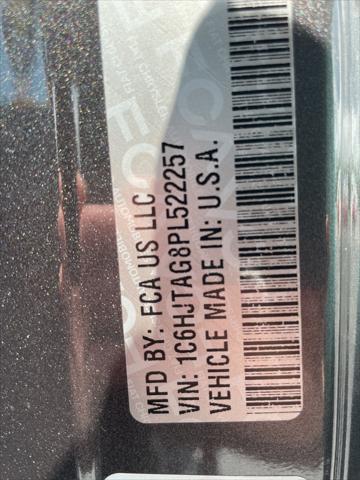 MFD BY: FCA US LLC
VIN: 1C6HJTAG8PL522257
VEHICLE MADE IN: U.S.A.